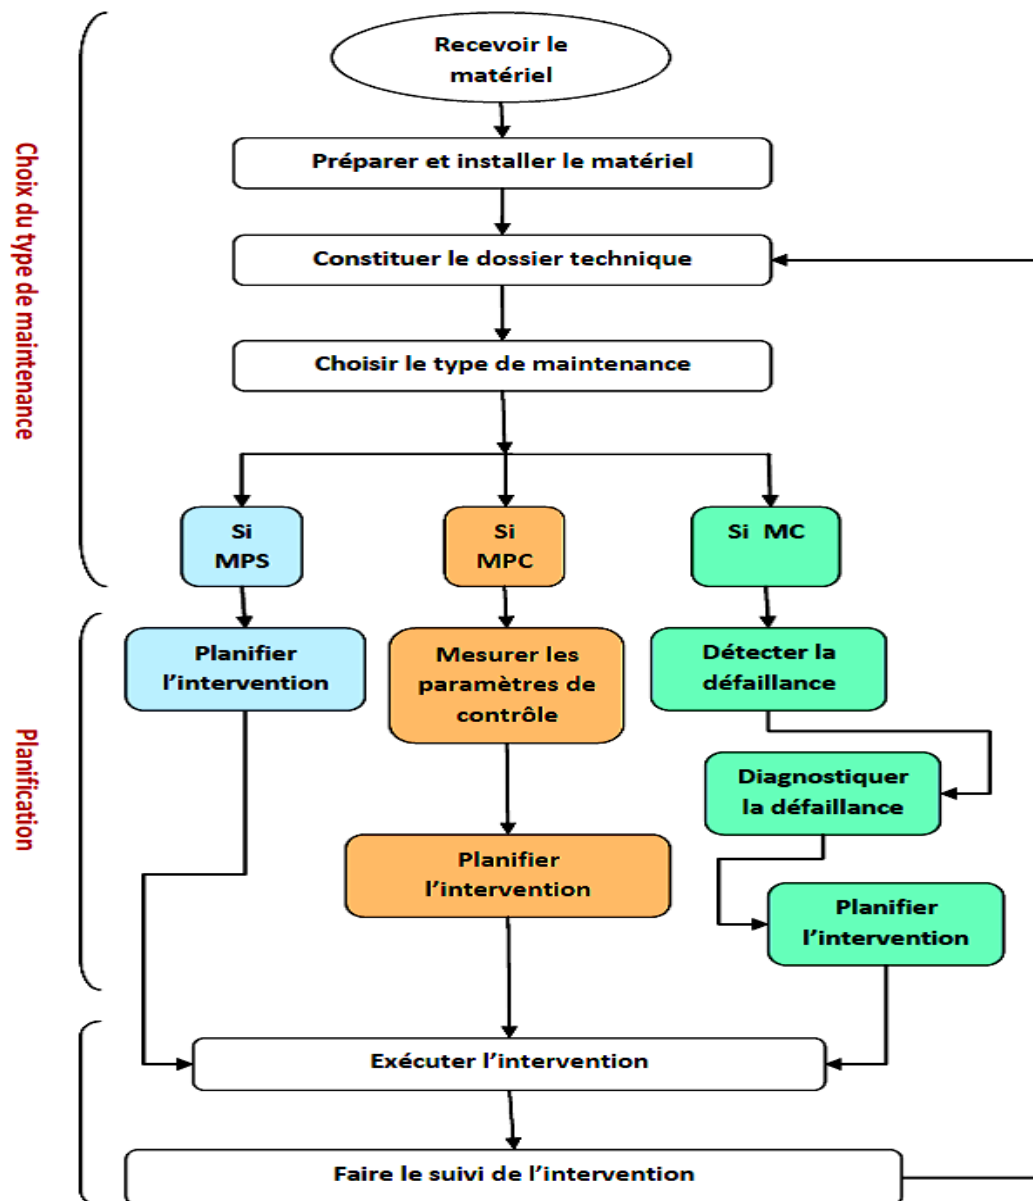 Recevoir le
matériel
Préparer et installer le matériel
Constituer le dossier technique
Choisir le type de maintenance
Choix du type de maintenance
Si
MPS
Si
MPC
Si MC
Planifier
l’intervention
Mesurer les
paramètres de
contrôle
Détecter la
défaillance
Diagnostiquer
la défaillance
Planification
Planifier
l’intervention
Planifier
l’intervention
Exécuter l’intervention
Faire le suivi de l’intervention